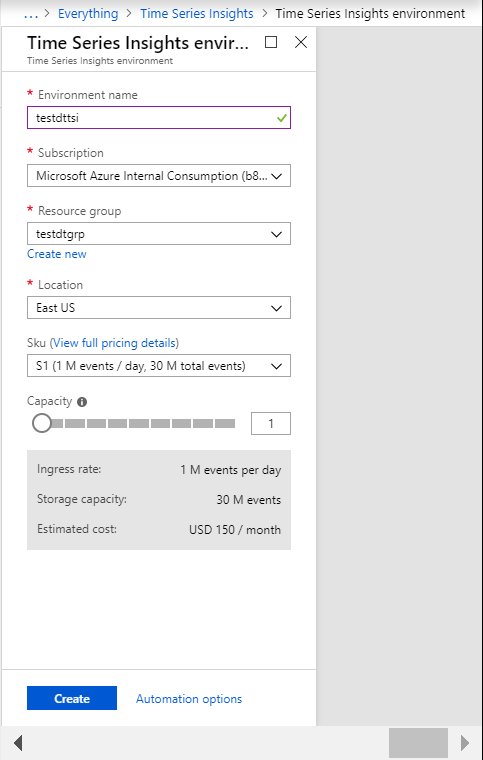 ... > Everything > Time Series Insights > Time Series Insights environment
Time Series Insights envir...
Time Series Insights environment
* Environment name
testdttsi
* Subscription
Microsoft Azure Internal Consumption (b8...
* Resource group
testdtgrp
Create new
* Location
East US
Sku (View full pricing details)
S1 (1 M events / day, 30 M total events)
Capacity
1
Ingress rate: 1 M events per day
Storage capacity: 30 M events
Estimated cost: USD 150 / month
Create Automation options